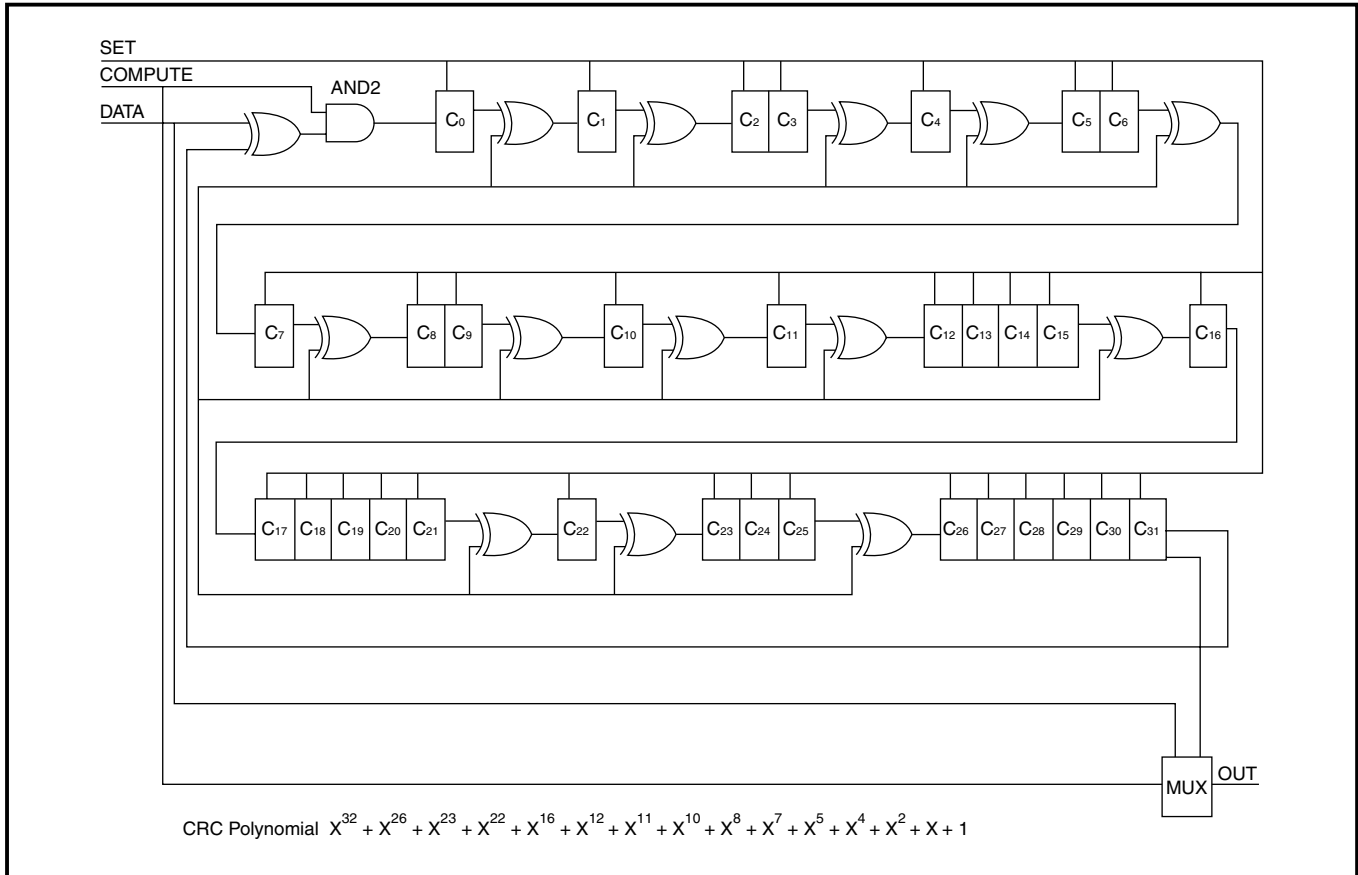 SET
COMPUTE
AND2
DATA
C₀ C₁ C₂ C₃ C₄ C₅ C₆
C₇ C₈ C₉ C₁₀ C₁₁ C₁₂ C₁₃ C₁₄ C₁₅ C₁₆
C₁₇ C₁₈ C₁₉ C₂₀ C₂₁ C₂₂ C₂₃ C₂₄ C₂₅ C₂₆ C₂₇ C₂₈ C₂₉ C₃₀ C₃₁
MUX OUT
CRC Polynomial X³² + X²⁶ + X²³ + X²² + X¹⁶ + X¹² + X¹¹ + X¹⁰ + X⁸ + X⁷ + X⁵ + X⁴ + X² + X + 1